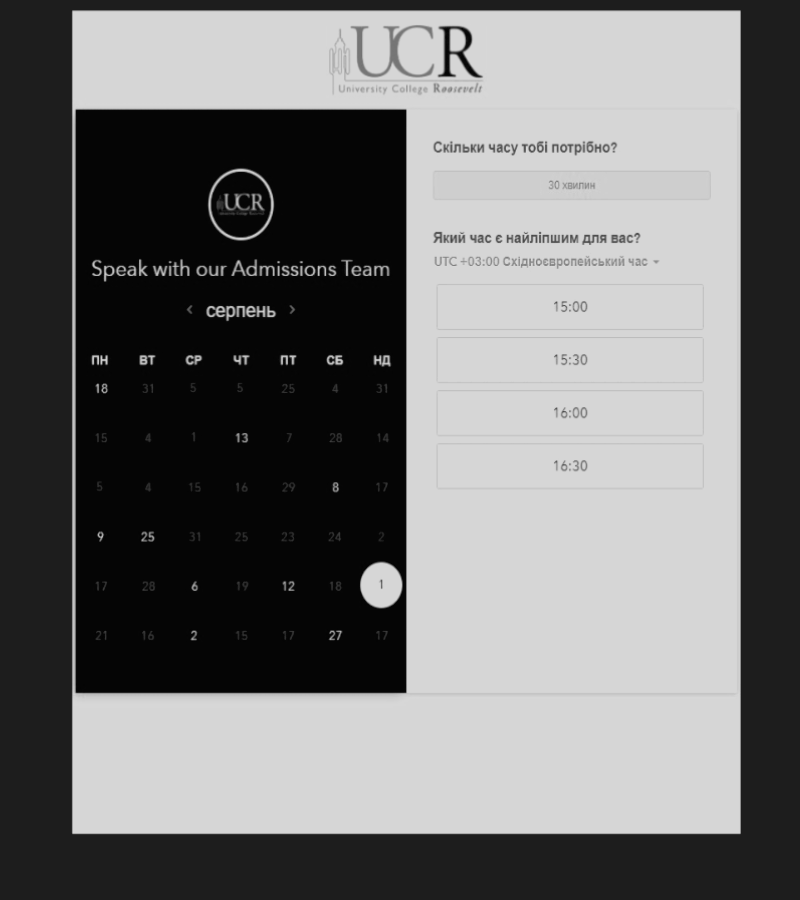 UCR
University College Roosevelt
UCR
Speak with our Admissions Team
серпень
ПН ВТ СР ЧТ ПТ СБ НД
18 31 5 5 25 4 31
15 4 1 13 7 28 14
5 4 15 16 29 8 17
9 25 31 25 23 24 2
17 28 6 19 12 18 1
21 16 2 15 17 27 17
Скільки часу тобі потрібно?
30 хвилин
Який час є найліпшим для вас?
UTC +03:00 Східноєвропейський час
15:00
15:30
16:00
16:30